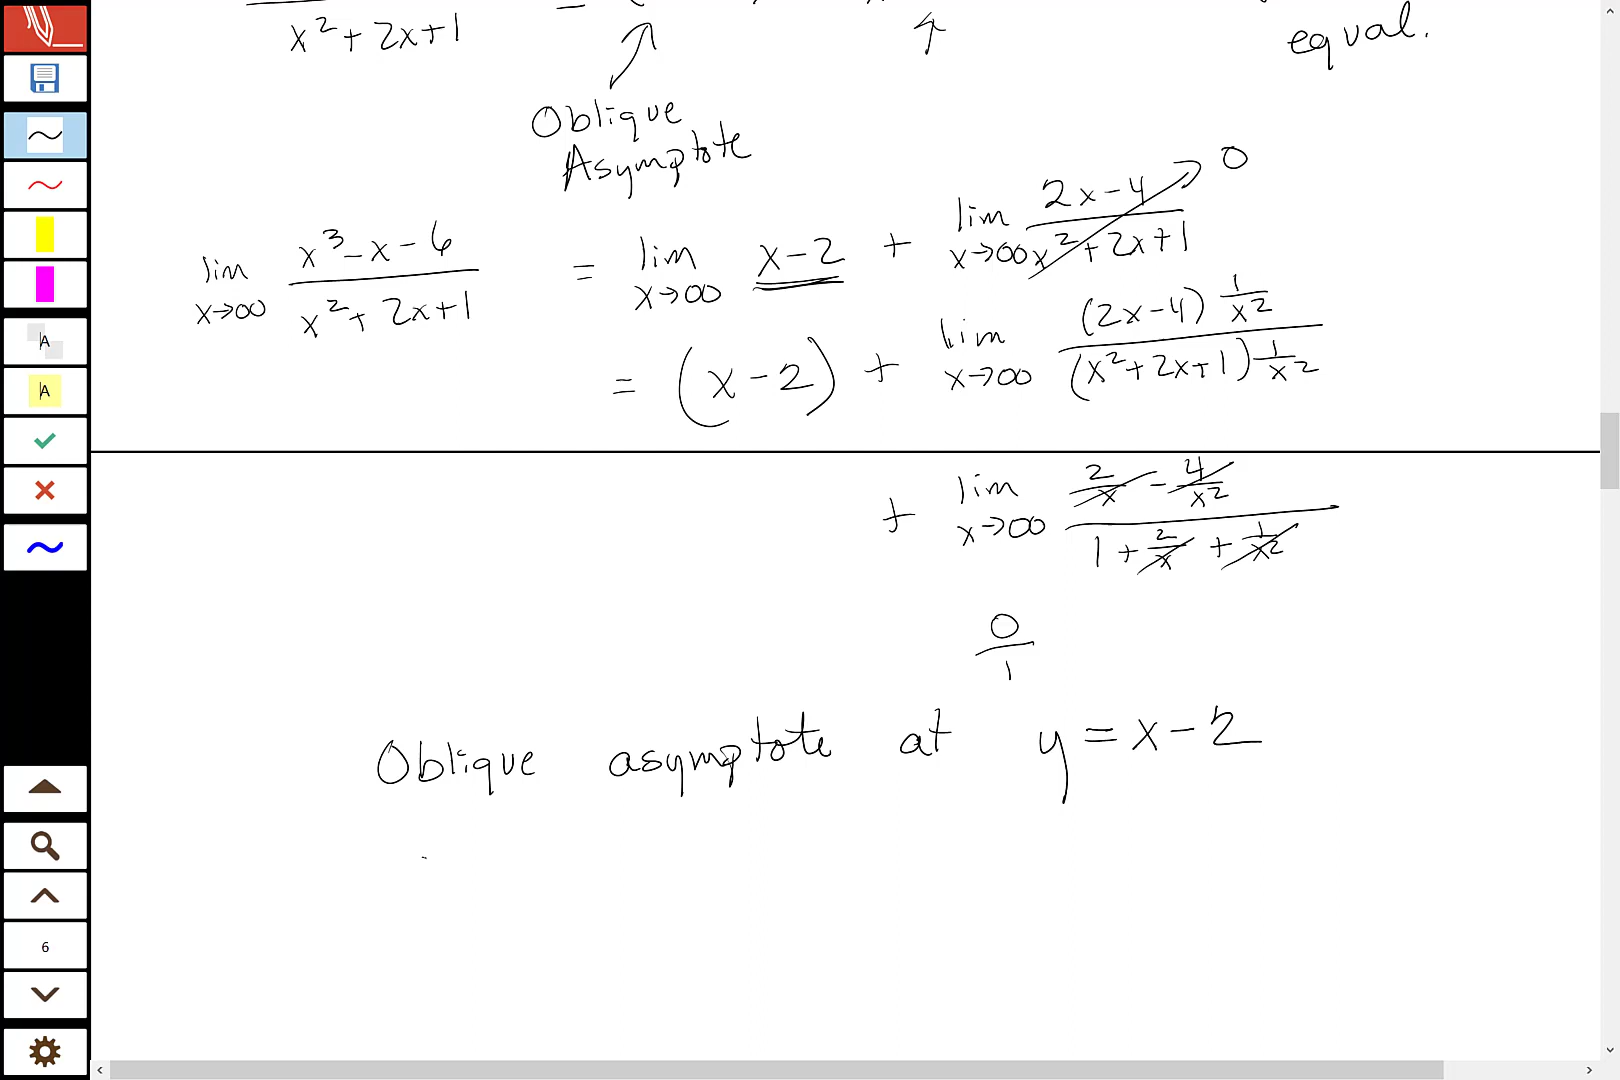 x² + 2x + 1
=
equal.
Oblique
Asymptote
lim x→∞ (x³ - x - 6)/(x² + 2x + 1) = lim x→∞ x - 2 + lim x→∞ (2x - 4)/(x² + 2x + 1) → 0
= (x - 2) + lim x→∞ ((2x - 4) 1/x²)/((x² + 2x + 1) 1/x²)
+ lim x→∞ (2/x - 4/x²)/(1 + 2/x + 1/x²)
0/1
Oblique asymptote at y = x - 2
A
A
6